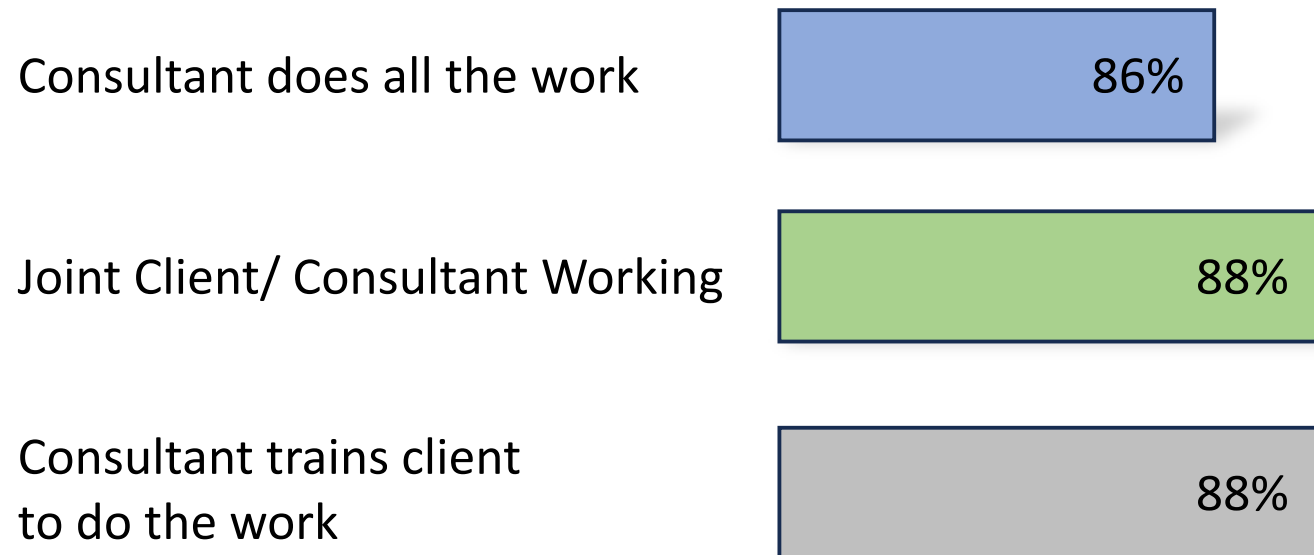 Consultant does all the work
86%
Joint Client/ Consultant Working
88%
Consultant trains client
to do the work
88%